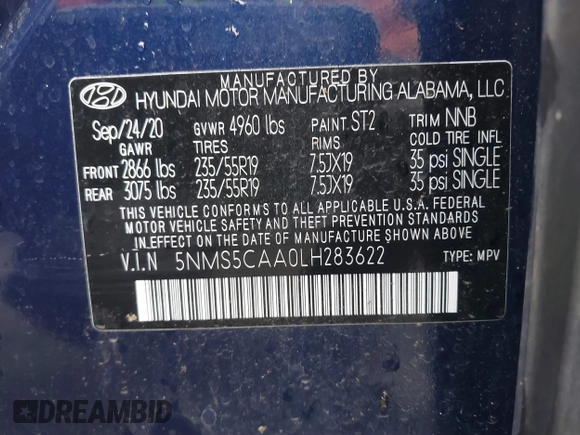 MANUFACTURED BY
HYUNDAI MOTOR MANUFACTURING ALABAMA, LLC
Sep/24/20 GVWR 4960 lbs PAINT ST2 TRIM NNB
GAWR TIRES RIMS COLD TIRE INFL
FRONT 2866 lbs 235/55R19 7.5JX19 35 psi SINGLE
REAR 3075 lbs 235/55R19 7.5JX19 35 psi SINGLE
THIS VEHICLE CONFORMS TO ALL APPLICABLE U.S.A. FEDERAL
MOTOR VEHICLE SAFETY AND THEFT PREVENTION STANDARDS
IN EFFECT ON THE DATE OF MANUFACTURE SHOWN ABOVE.
V.I.N 5NMS5CAA0LH283622 TYPE: MPV
DREAMBID